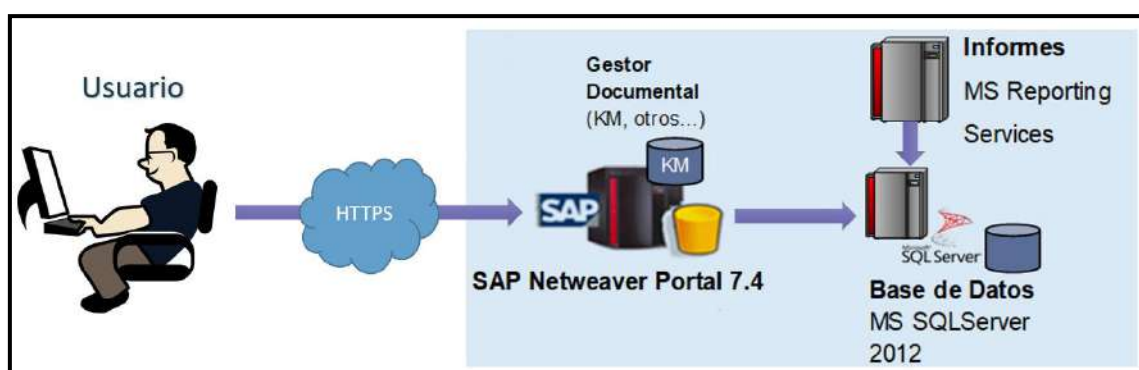 Usuario
HTTPS
Gestor
Documental
(KM, otros...)
KM
SAP
SAP Netweaver Portal 7.4
Informes
MS Reporting
Services
Microsoft
SQL Server
Base de Datos
MS SQLServer
2012